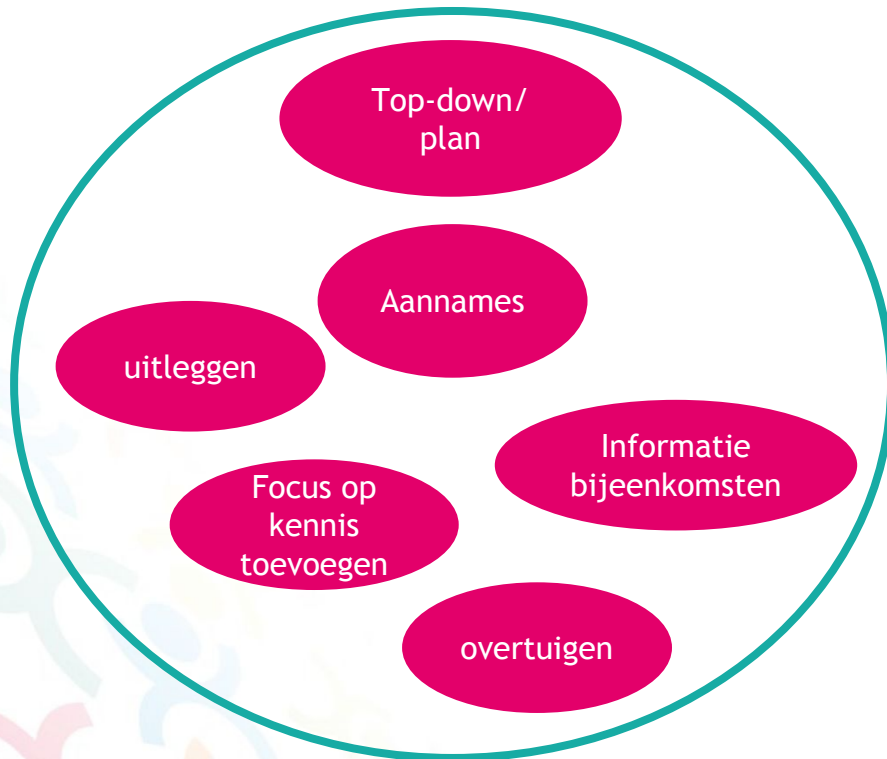 Top-down/
plan
Aannames
uitleggen
Informatie
bijeenkomsten
Focus op
kennis
toevoegen
overtuigen